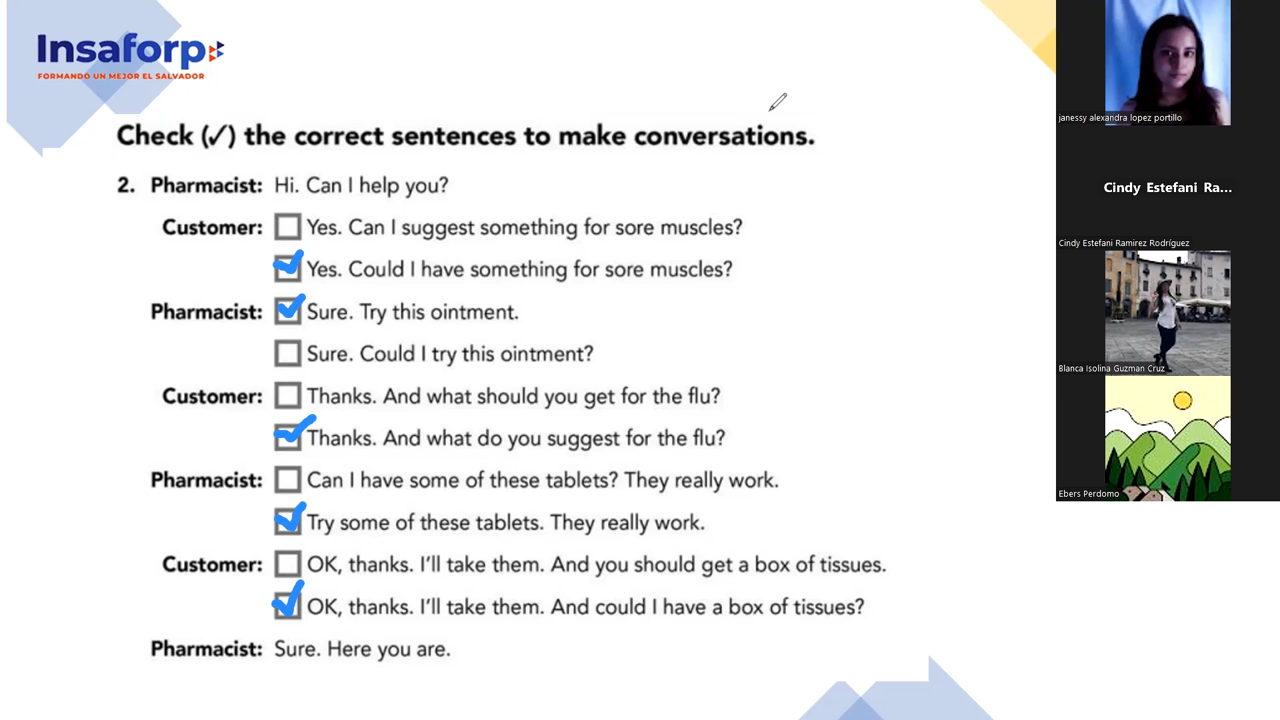 Insaforp
FORMANDO UN MEJOR EL SALVADOR
Check (✓) the correct sentences to make conversations.
2. Pharmacist: Hi. Can I help you?
Customer: Yes. Can I suggest something for sore muscles?
Yes. Could I have something for sore muscles?
Pharmacist: Sure. Try this ointment.
Sure. Could I try this ointment?
Customer: Thanks. And what should you get for the flu?
Thanks. And what do you suggest for the flu?
Pharmacist: Can I have some of these tablets? They really work.
Try some of these tablets. They really work.
Customer: OK, thanks. I'll take them. And you should get a box of tissues.
OK, thanks. I'll take them. And could I have a box of tissues?
Pharmacist: Sure. Here you are.
janessy alexandra lopez portillo
Cindy Estefani Ra...
Cindy Estefani Ramirez Rodríguez
Blanca Isolina Guzman Cruz
Ebers Perdomo